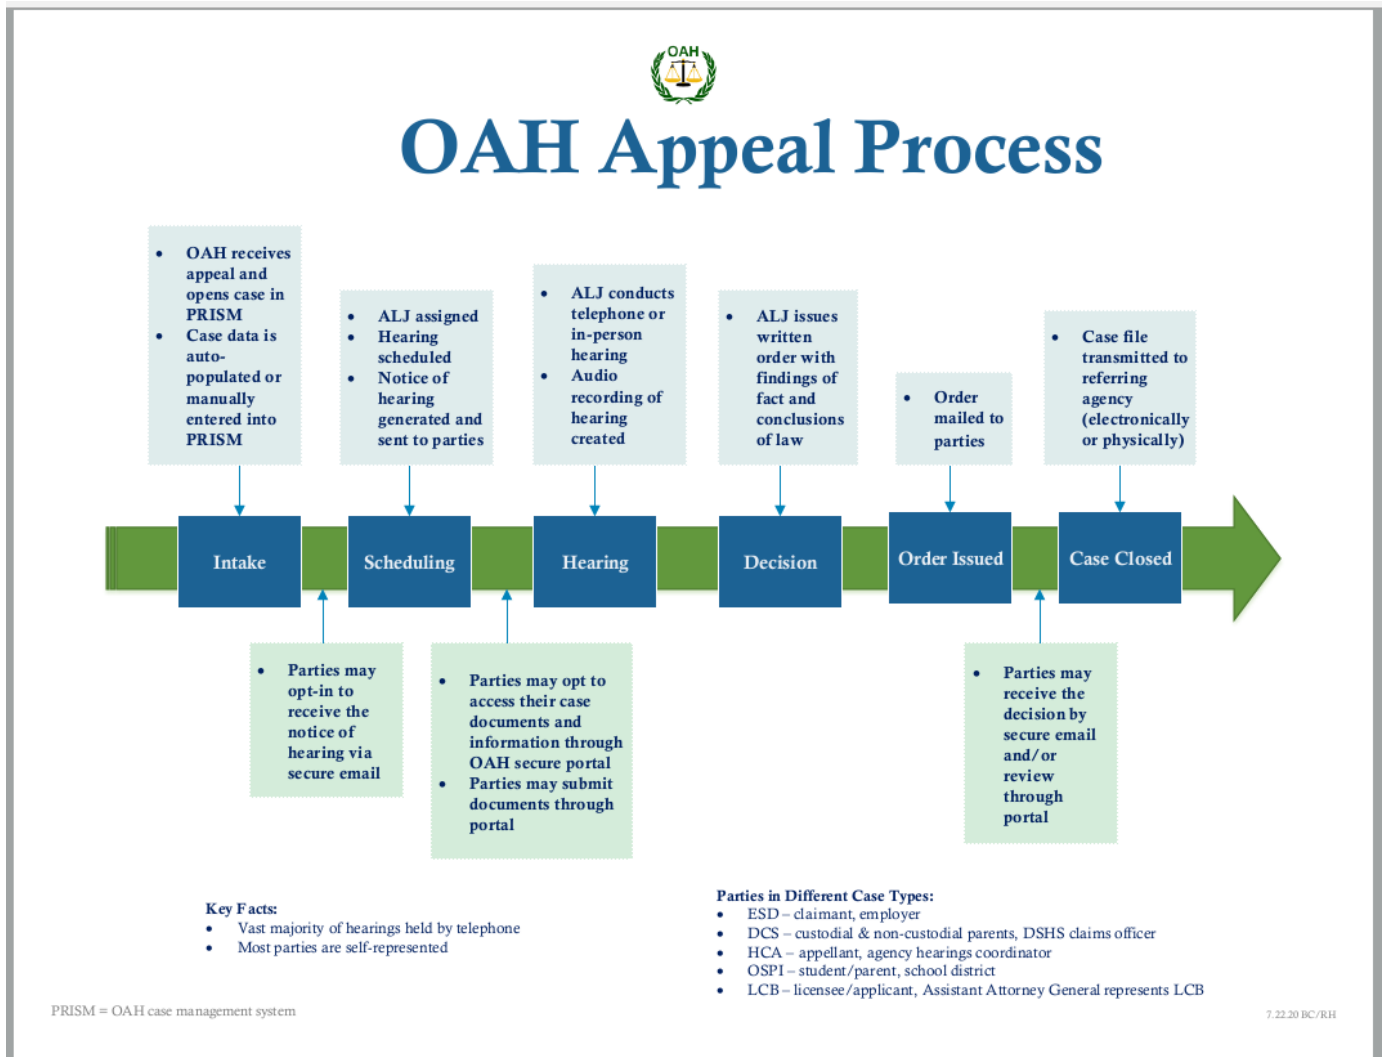 OAH
OAH Appeal Process
• OAH receives
appeal and
opens case in
PRISM
• Case data is
auto-
populated or
manually
entered into
PRISM
• ALJ assigned
• Hearing
scheduled
• Notice of
hearing
generated and
sent to parties
• ALJ conducts
telephone or
in-person
hearing
• Audio
recording of
hearing
created
• ALJ issues
written
order with
findings of
fact and
conclusions
of law
• Order
mailed to
parties
• Case file
transmitted to
referring
agency
(electronically
or physically)
Intake
Scheduling
Hearing
Decision
Order Issued
Case Closed
• Parties may
opt-in to
receive the
notice of
hearing via
secure email
• Parties may opt to
access their case
documents and
information through
OAH secure portal
• Parties may submit
documents through
portal
• Parties may
receive the
decision by
secure email
and/or
review
through
portal
Key Facts:
• Vast majority of hearings held by telephone
• Most parties are self-represented
Parties in Different Case Types:
• ESD – claimant, employer
• DCS – custodial & non-custodial parents, DSHS claims officer
• HCA – appellant, agency hearings coordinator
• OSPI – student/parent, school district
• LCB – licensee/applicant, Assistant Attorney General represents LCB
PRISM = OAH case management system
7.22.20 BC/RH